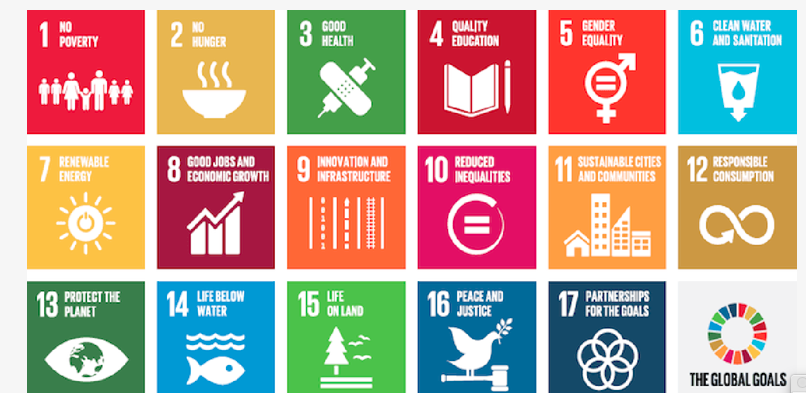 1 NO
POVERTY
2 NO
HUNGER
3 GOOD
HEALTH
4 QUALITY
EDUCATION
5 GENDER
EQUALITY
6 CLEAN WATER
AND SANITATION
7 RENEWABLE
ENERGY
8 GOOD JOBS AND
ECONOMIC GROWTH
9 INNOVATION AND
INFRASTRUCTURE
10 REDUCED
INEQUALITIES
11 SUSTAINABLE CITIES
AND COMMUNITIES
12 RESPONSIBLE
CONSUMPTION
13 PROTECT THE
PLANET
14 LIFE BELOW
WATER
15 LIFE
ON LAND
16 PEACE AND
JUSTICE
17 PARTNERSHIPS
FOR THE GOALS
THE GLOBAL GOALS